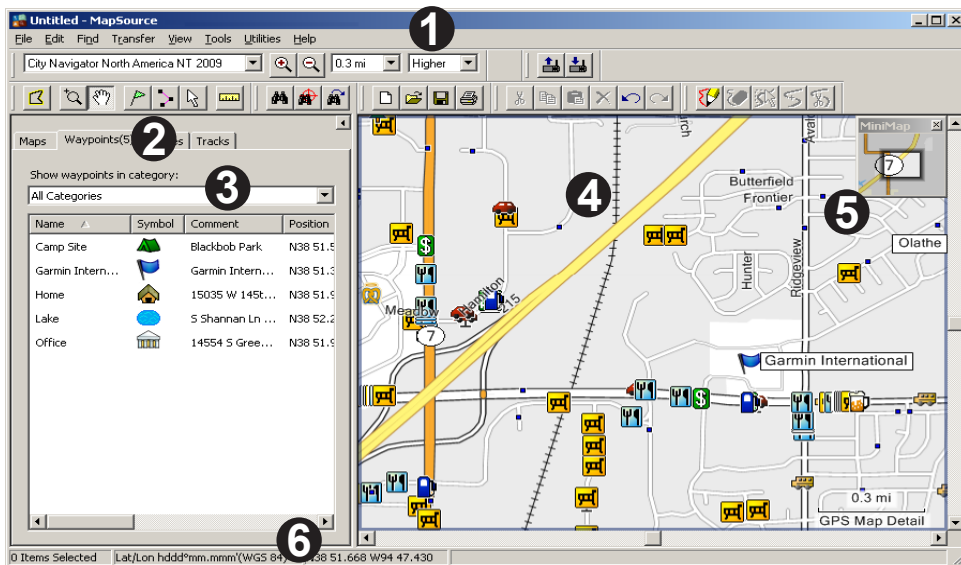 Untitled - MapSource
File Edit Find Transfer View Tools Utilities Help
1
City Navigator North America NT 2009 0.3 mi Higher
Maps Waypoints(5) Tracks
2
Show waypoints in category:
3
All Categories
Name Symbol Comment Position
Camp Site Blackbob Park N38 51.5
Garmin Intern... Garmin Intern... N38 51.3
Home 15035 W 145t... N38 51.9
Lake S Shannan Ln ... N38 52.2
Office 14554 S Gree... N38 51.9
MiniMap
7
4
5
Butterfield
Frontier
Hunter
Ridgeview
Olathe
Hamilton
215
Meadow
7
Garmin International
0.3 mi
GPS Map Detail
6
0 Items Selected Lat/Lon hddd°mm.mmm'(WGS 84) N38 51.668 W94 47.430